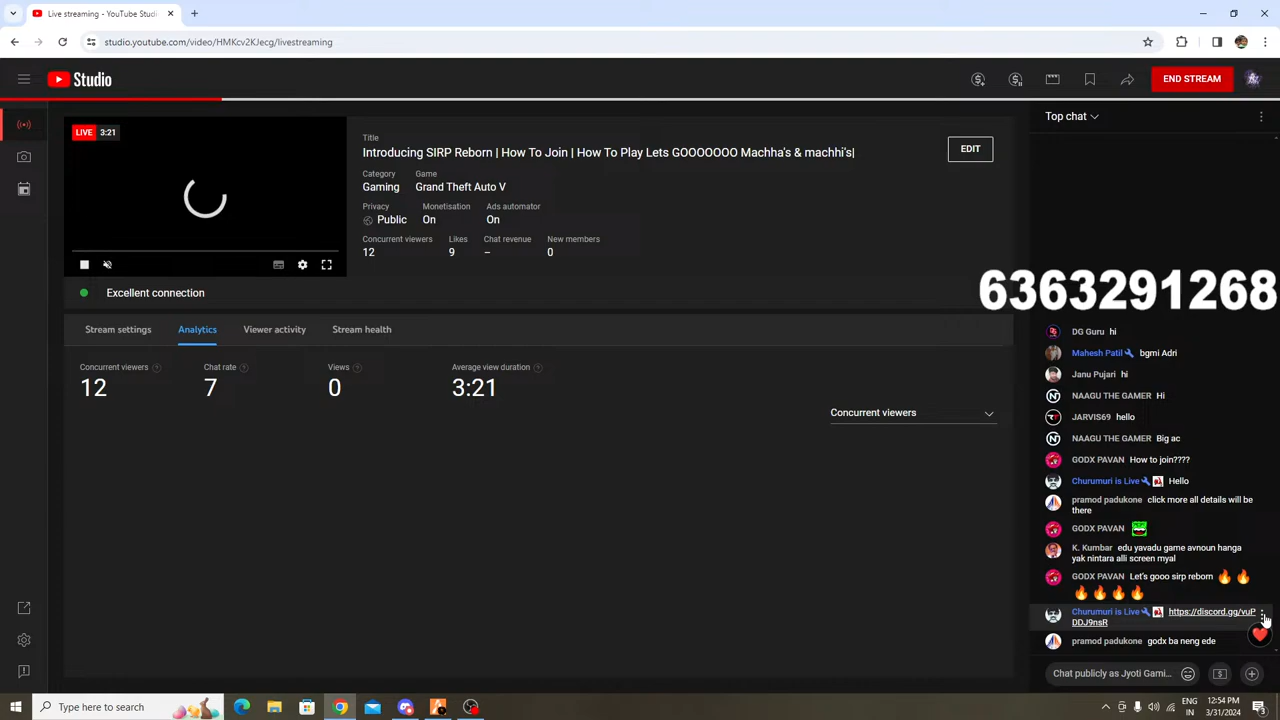 Live streaming - YouTube Studi
studio.youtube.com/video/HMKcv2KJecg/livestreaming
Studio
END STREAM
LIVE 3:21
Title
Introducing SIRP Reborn | How To Join | How To Play Lets GOOOOOOO Machha's & machhi's|
EDIT
Category Game
Gaming Grand Theft Auto V
Privacy Monetisation Ads automator
Public On On
Concurrent viewers Likes Chat revenue New members
12 9 – 0
Excellent connection
Stream settings Analytics Viewer activity Stream health
Concurrent viewers Chat rate Views Average view duration
12 7 0 3:21
Concurrent viewers
Top chat
6363291268
DG Guru hi
Mahesh Patil bgmi Adri
Janu Pujari hi
NAAGU THE GAMER Hi
JARVIS69 hello
NAAGU THE GAMER Big ac
GODX PAVAN How to join????
Churumuri is Live Hello
pramod padukone click more all details will be
there
GODX PAVAN
K. Kumbar edu yavadu game avnoun hanga
yak nintara alli screen myal
GODX PAVAN Let's gooo sirp reborn 🔥 🔥
🔥 🔥 🔥 🔥
Churumuri is Live https://discord.gg/vuP
DDJ9nsR
pramod padukone godx ba neng ede
Chat publicly as Jyoti Gami...
Type here to search
ENG 12:54 PM
IN 3/31/2024